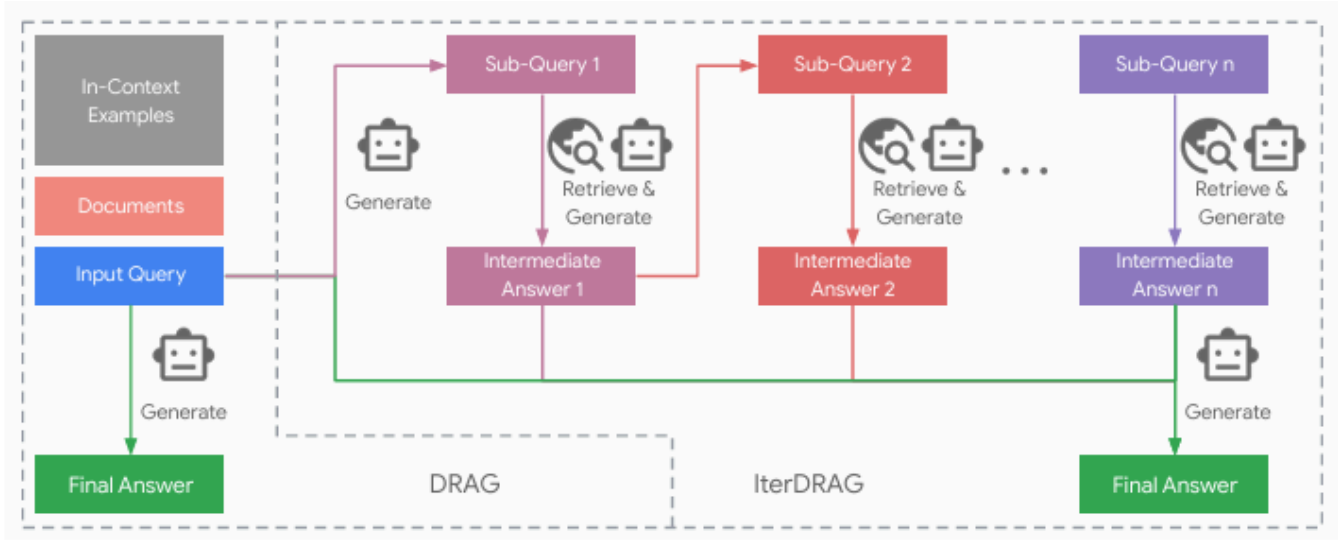 In-Context
Examples
Documents
Input Query
Generate
Final Answer
Generate
Sub-Query 1
Retrieve &
Generate
Intermediate
Answer 1
Sub-Query 2
Retrieve &
Generate
Intermediate
Answer 2
...
Sub-Query n
Retrieve &
Generate
Intermediate
Answer n
Generate
Final Answer
DRAG
IterDRAG